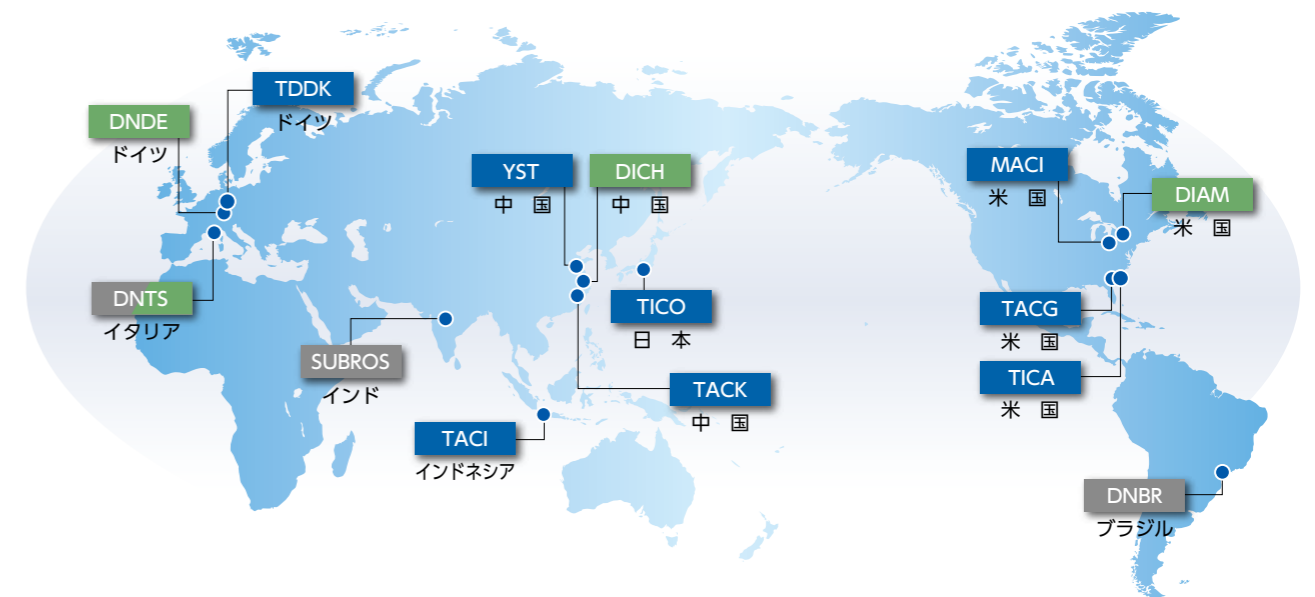 TDDK
ドイツ
DNDE
ドイツ
DNTS
イタリア
SUBROS
インド
YST
中 国
DICH
中 国
TICO
日 本
TACK
中 国
TACI
インドネシア
MACI
米 国
DIAM
米 国
TACG
米 国
TICA
米 国
DNBR
ブラジル